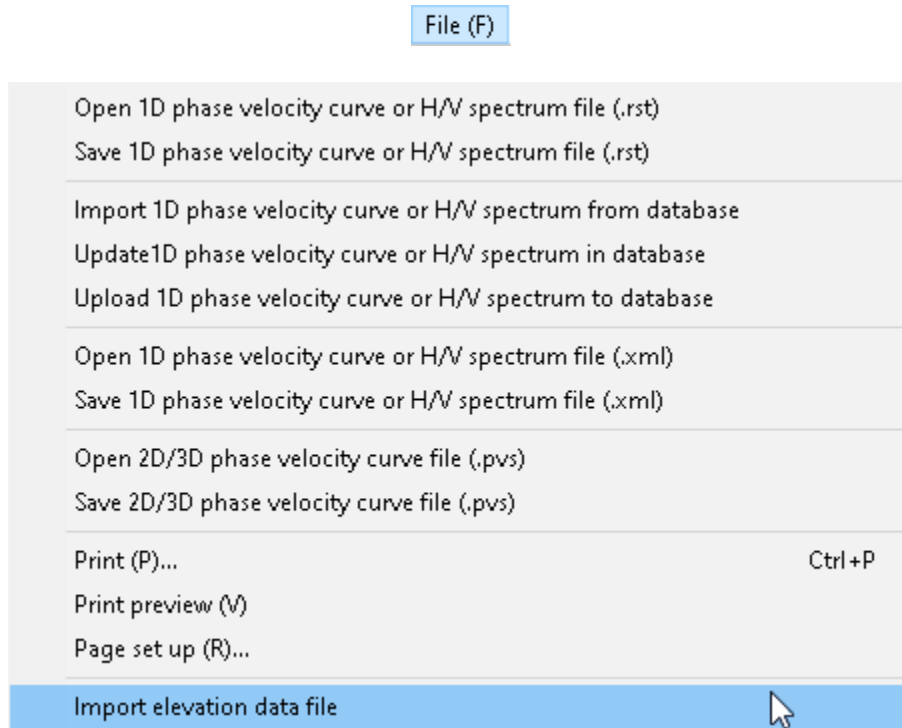 File (F)
Open 1D phase velocity curve or H/V spectrum file (.rst)
Save 1D phase velocity curve or H/V spectrum file (.rst)
Import 1D phase velocity curve or H/V spectrum from database
Update1D phase velocity curve or H/V spectrum in database
Upload 1D phase velocity curve or H/V spectrum to database
Open 1D phase velocity curve or H/V spectrum file (.xml)
Save 1D phase velocity curve or H/V spectrum file (.xml)
Open 2D/3D phase velocity curve file (.pvs)
Save 2D/3D phase velocity curve file (.pvs)
Print (P)... Ctrl+P
Print preview (V)
Page set up (R)...
Import elevation data file